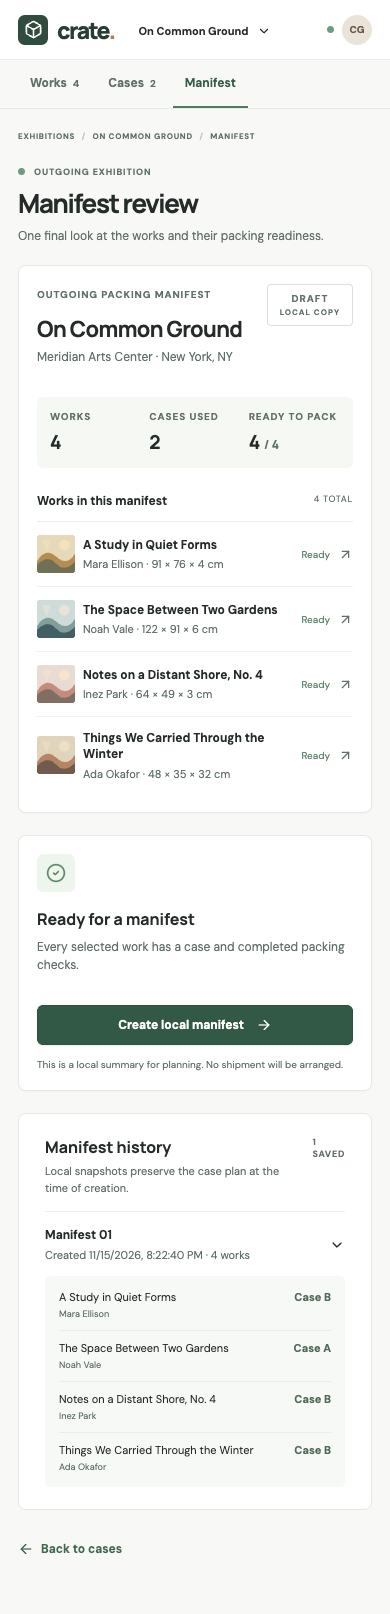 crate.
On Common Ground
CG
Works 4
Cases 2
Manifest
EXHIBITIONS / ON COMMON GROUND / MANIFEST
OUTGOING EXHIBITION
Manifest review
One final look at the works and their packing readiness.
OUTGOING PACKING MANIFEST
DRAFT
LOCAL COPY
On Common Ground
Meridian Arts Center · New York, NY
WORKS
4
CASES USED
2
READY TO PACK
4 / 4
Works in this manifest
4 TOTAL
A Study in Quiet Forms
Mara Ellison · 91 × 76 × 4 cm
Ready
The Space Between Two Gardens
Noah Vale · 122 × 91 × 6 cm
Ready
Notes on a Distant Shore, No. 4
Inez Park · 64 × 49 × 3 cm
Ready
Things We Carried Through the
Winter
Ada Okafor · 48 × 35 × 32 cm
Ready
Ready for a manifest
Every selected work has a case and completed packing
checks.
Create local manifest
This is a local summary for planning. No shipment will be arranged.
Manifest history
1
SAVED
Local snapshots preserve the case plan at the
time of creation.
Manifest 01
Created 11/15/2026, 8:22:40 PM · 4 works
A Study in Quiet Forms
Mara Ellison
Case B
The Space Between Two Gardens
Noah Vale
Case A
Notes on a Distant Shore, No. 4
Inez Park
Case B
Things We Carried Through the Winter
Ada Okafor
Case B
Back to cases